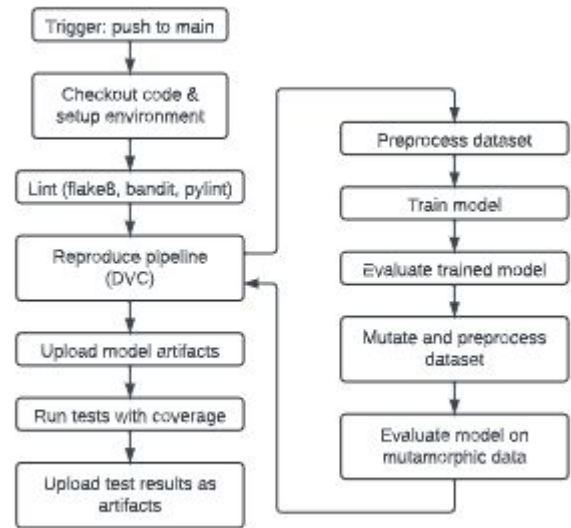 Trigger: push to main
Checkout code &
setup environment
Lint (flake8, bandit, pylint)
Reproduce pipeline
(DVC)
Upload model artifacts
Run tests with coverage
Upload test results as
artifacts
Preprocess dataset
Train model
Evaluate trained model
Mutate and preprocess
dataset
Evaluate model on
mutamorphic data